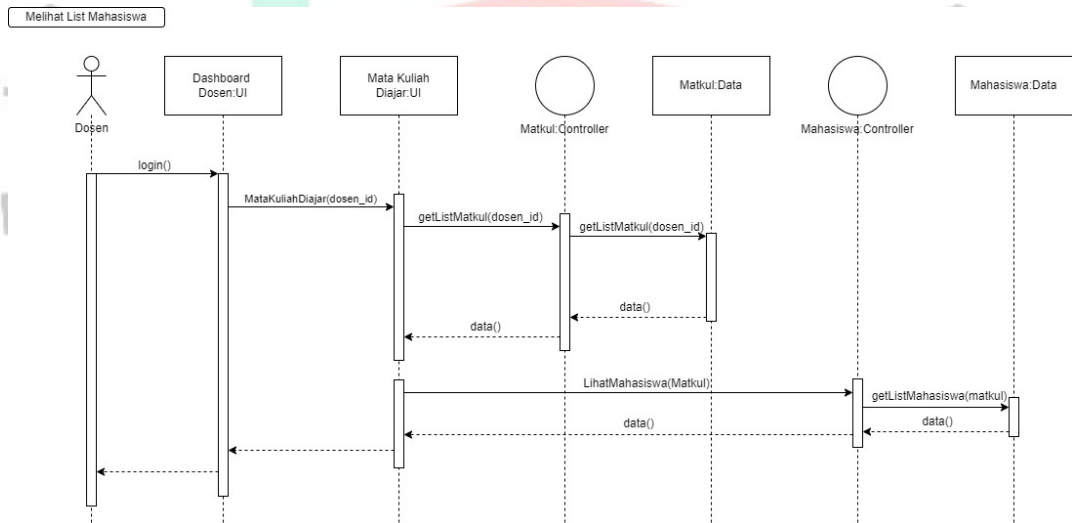 Melihat List Mahasiswa
Dashboard
Dosen:UI
Mata Kuliah
Diajar:UI
Matkul:Data
Mahasiswa:Data
Dosen
Matkul:Controller
Mahasiswa:Controller
login()
MataKuliahDiajar(dosen_id)
getListMatkul(dosen_id)
getListMatkul(dosen_id)
data()
data()
LihatMahasiswa(Matkul)
getListMahasiswa(matkul)
data()
data()